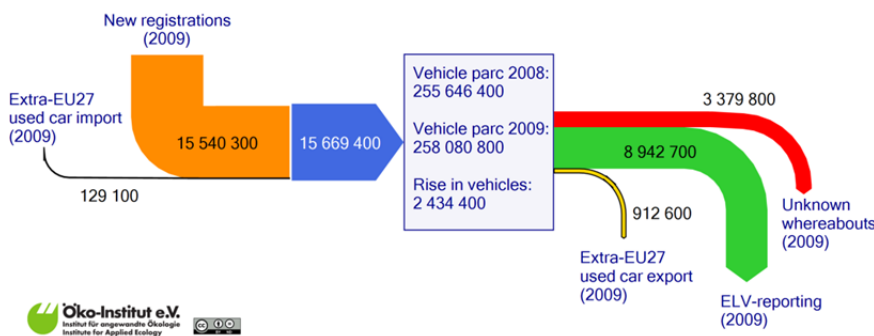 New registrations
(2009)
Extra-EU27
used car import
(2009)
129 100
15 540 300
15 669 400
Vehicle parc 2008:
255 646 400
Vehicle parc 2009:
258 080 800
Rise in vehicles:
2 434 400
3 379 800
8 942 700
912 600
Unknown
whereabouts
(2009)
Extra-EU27
used car export
(2009)
ELV-reporting
(2009)
Öko-Institut e.V.
Institut für angewandte Ökologie
Institute for Applied Ecology